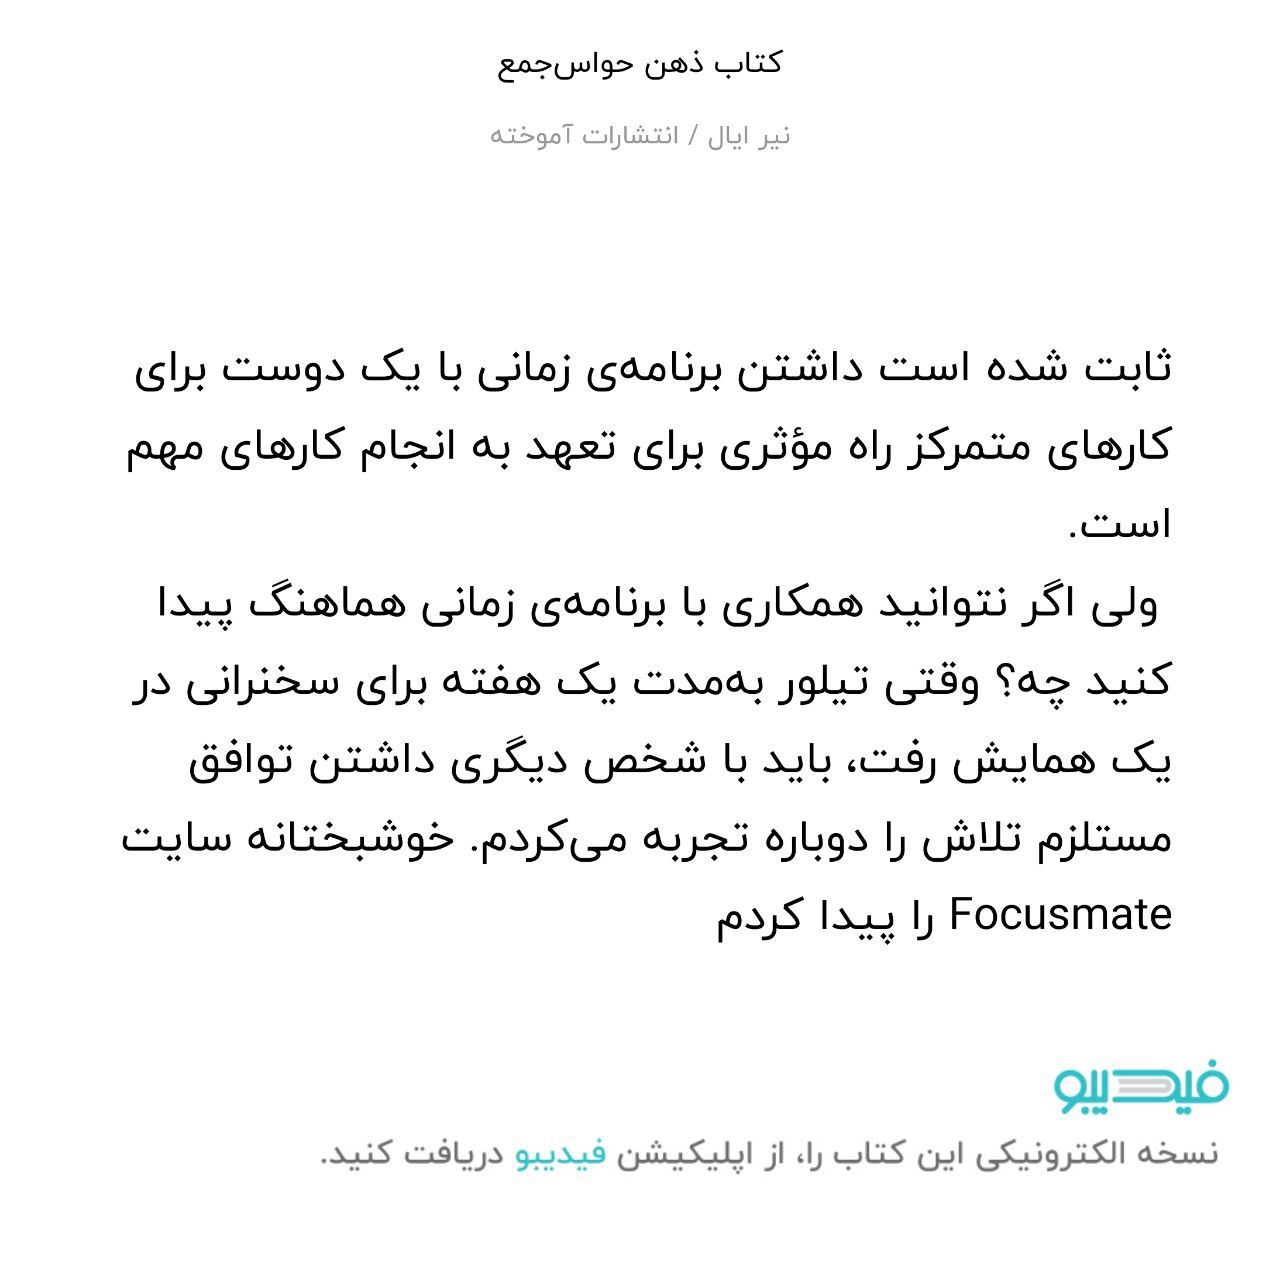 کتاب ذهن حواس‌جمع
نیر ایال / انتشارات آموخته
ثابت شده است داشتن برنامه‌ی زمانی با یک دوست برای
کارهای متمرکز راه مؤثری برای تعهد به انجام کارهای مهم
است.
ولی اگر نتوانید همکاری با برنامه‌ی زمانی هماهنگ پیدا
کنید چه؟ وقتی تیلور به‌مدت یک هفته برای سخنرانی در
یک همایش رفت، باید با شخص دیگری داشتن توافق
مستلزم تلاش را دوباره تجربه می‌کردم. خوشبختانه سایت
Focusmate را پیدا کردم
فیدیبو
نسخه الکترونیکی این کتاب را، از اپلیکیشن فیدیبو دریافت کنید.